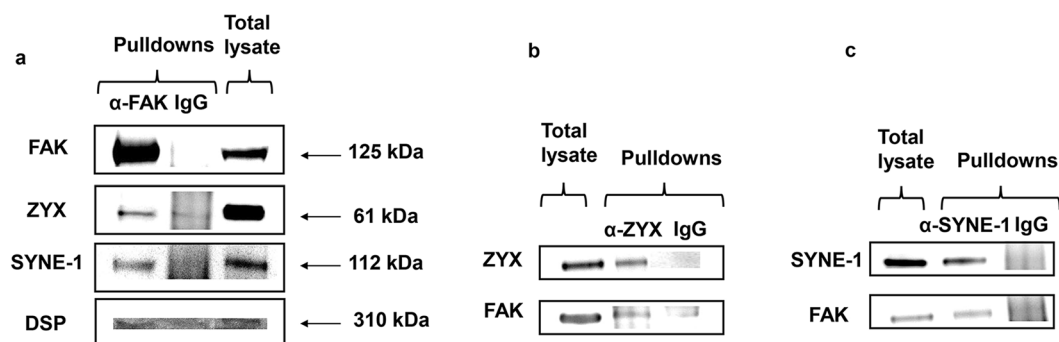 a
Pulldowns
Total
lysate
α-FAK IgG
FAK
125 kDa
ZYX
61 kDa
SYNE-1
112 kDa
DSP
310 kDa
b
Total
lysate
Pulldowns
α-ZYX IgG
ZYX
FAK
c
Total
lysate
Pulldowns
α-SYNE-1 IgG
SYNE-1
FAK